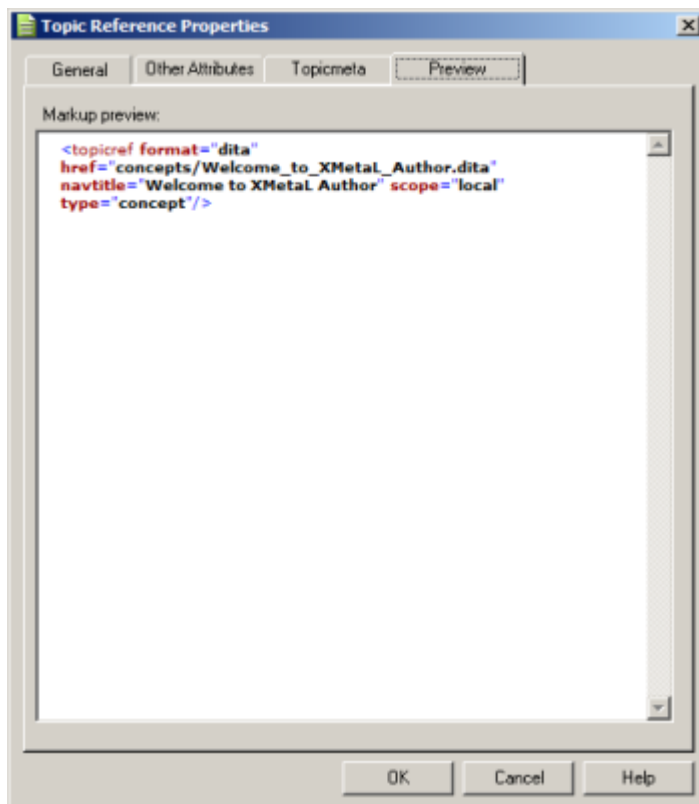 Topic Reference Properties
General Other Attributes Topicmeta Preview
Markup preview:
<topicref format="dita"
href="concepts/Welcome_to_XMetaL_Author.dita"
navtitle="Welcome to XMetaL Author" scope="local"
type="concept"/>
OK Cancel Help